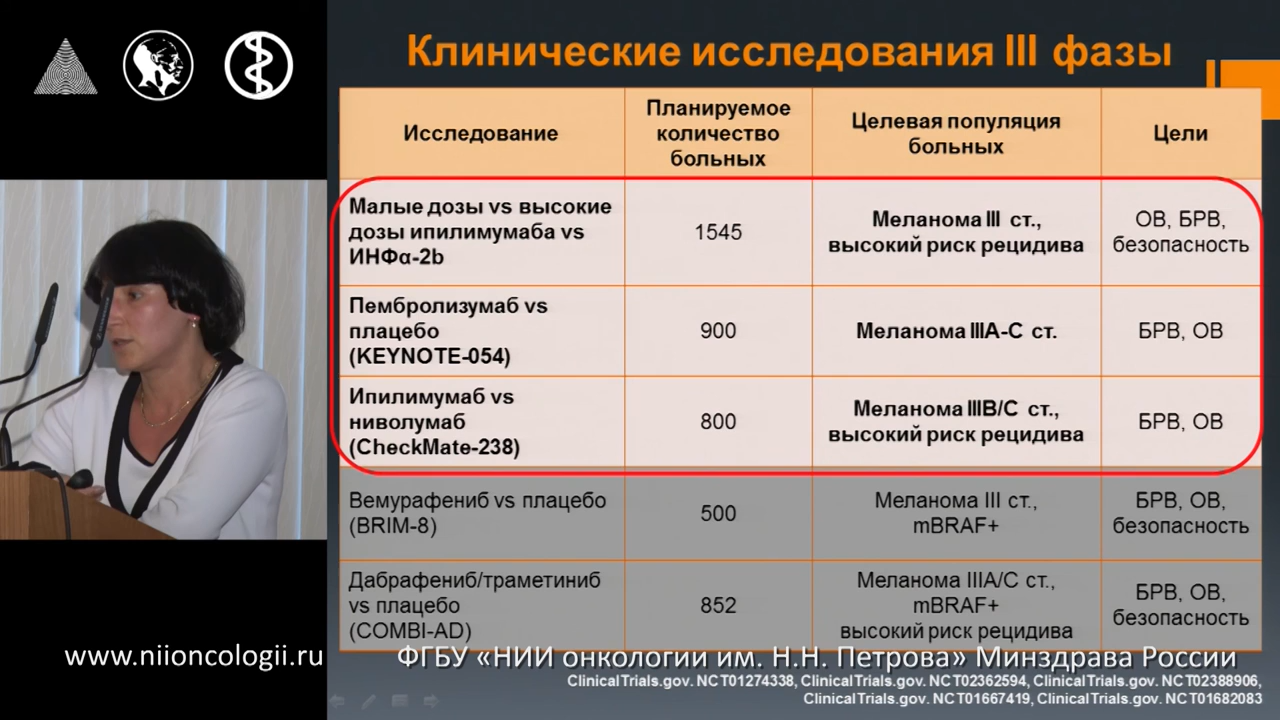 Клинические исследования III фазы
Исследование
Планируемое
количество
больных
Целевая популяция
больных
Цели
Малые дозы vs высокие
дозы ипилимумаба vs
ИНФα-2b
1545
Меланома III ст.,
высокий риск рецидива
ОВ, БРВ,
безопасность
Пембролизумаб vs
плацебо
(KEYNOTE-054)
900
Меланома IIIA-C ст.
БРВ, ОВ
Ипилимумаб vs
ниволумаб
(CheckMate-238)
800
Меланома IIIB/C ст.,
высокий риск рецидива
БРВ, ОВ
Вемурафениб vs плацебо
(BRIM-8)
500
Меланома III ст.,
mBRAF+
БРВ, ОВ,
безопасность
Дабрафениб/траметиниб
vs плацебо
(COMBI-AD)
852
Меланома IIIA/C ст.,
mBRAF+
высокий риск рецидива
БРВ, ОВ,
безопасность
www.niioncologii.ru
ФГБУ «НИИ онкологии им. Н.Н. Петрова» Минздрава России
ClinicalTrials.gov. NCT01274338, ClinicalTrials.gov. NCT02362594, ClinicalTrials.gov. NCT02388906,
ClinicalTrials.gov. NCT01667419, ClinicalTrials.gov. NCT01682083